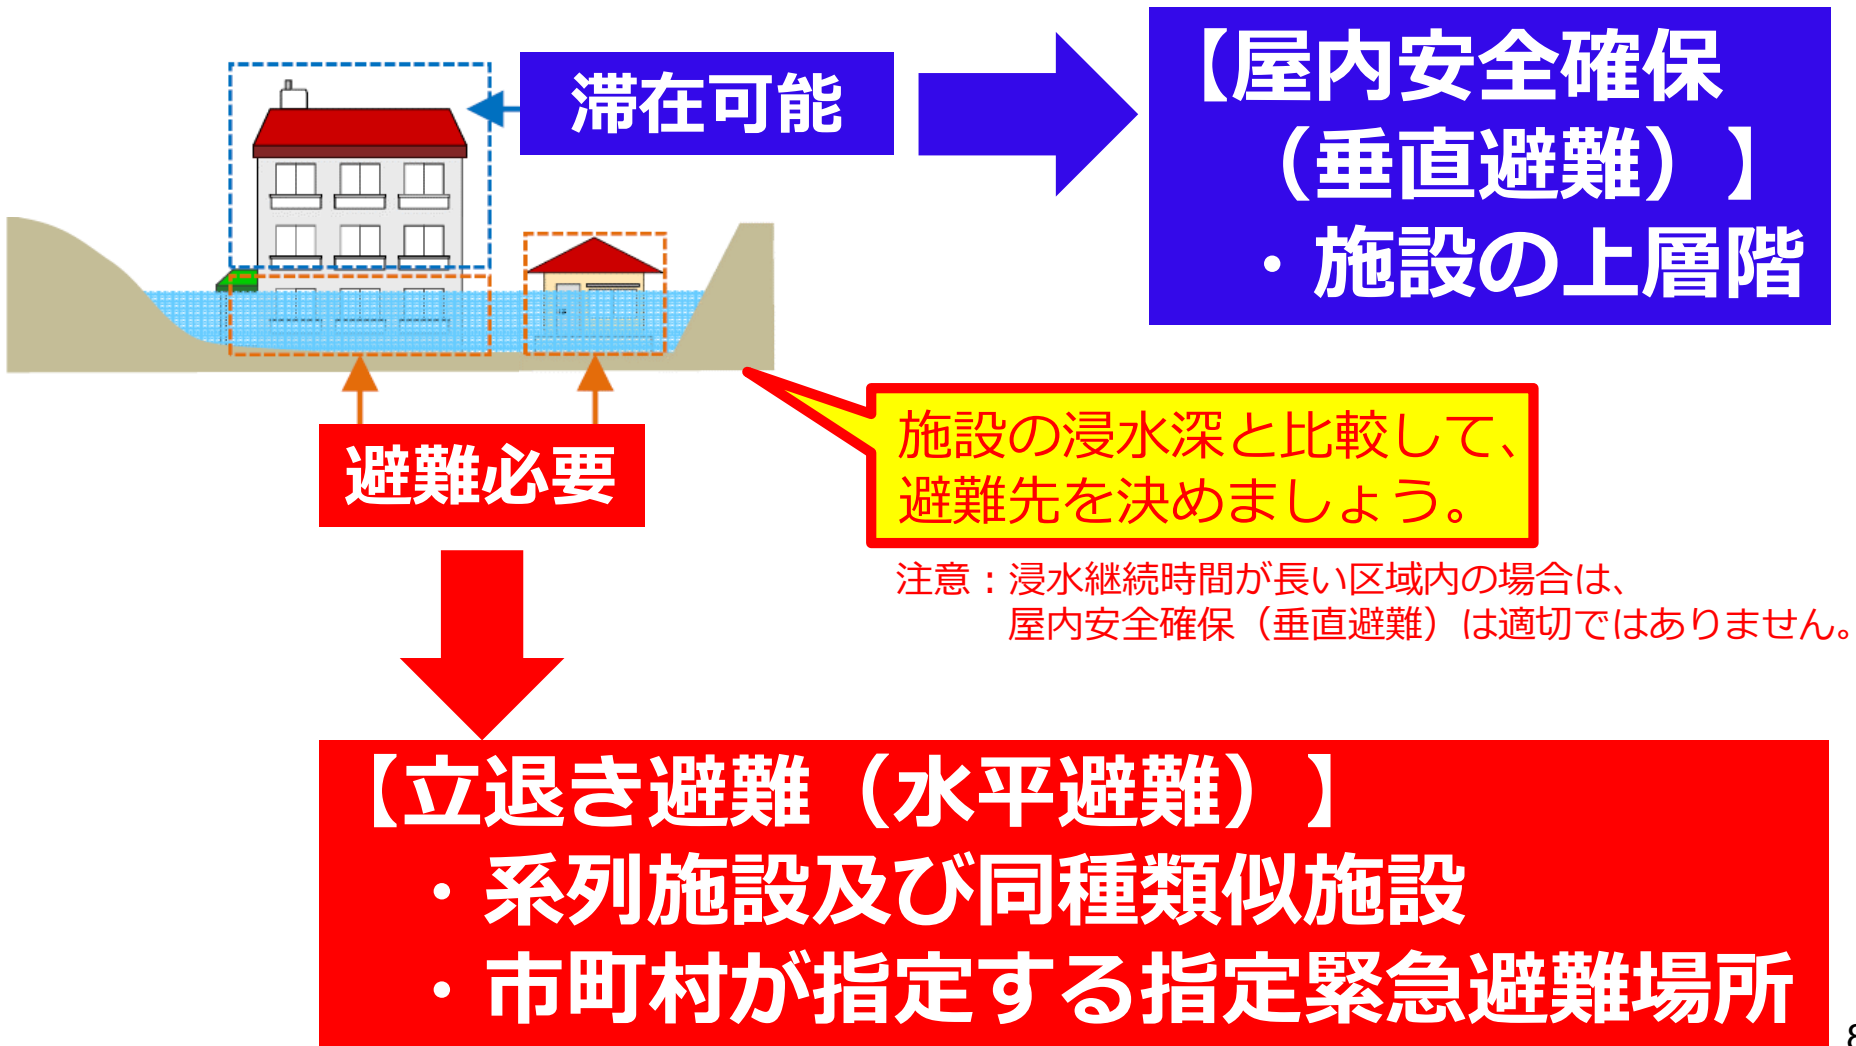 滞在可能
【屋内安全確保
（垂直避難）】
・施設の上層階
避難必要
施設の浸水深と比較して、
避難先を決めましょう。
注意：浸水継続時間が長い区域内の場合は、
屋内安全確保（垂直避難）は適切ではありません。
【立退き避難（水平避難）】
・系列施設及び同種類似施設
・市町村が指定する指定緊急避難場所